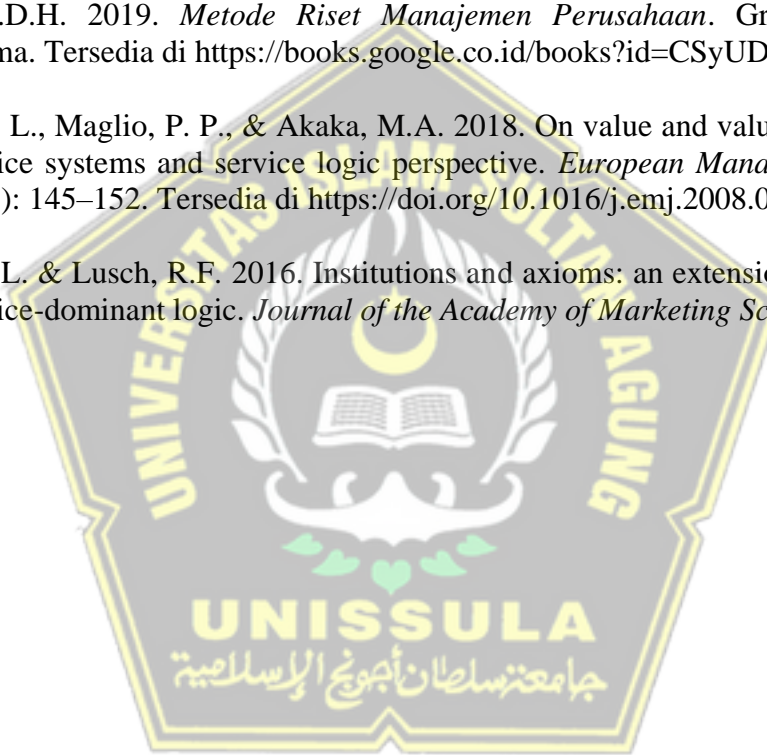 .D.H. 2019. Metode Riset Manajemen Perusahaan. Gr
ma. Tersedia di https://books.google.co.id/books?id=CSyUD
L., Maglio, P. P., & Akaka, M.A. 2018. On value and valu
ice systems and service logic perspective. European Mana
): 145–152. Tersedia di https://doi.org/10.1016/j.emj.2008.0
L. & Lusch, R.F. 2016. Institutions and axioms: an extensio
ice-dominant logic. Journal of the Academy of Marketing Sc
UNIVERSITAS ISLAM SULTAN AGUNG
UNISSULA
جامعتسلطان أجونج الإسلامية